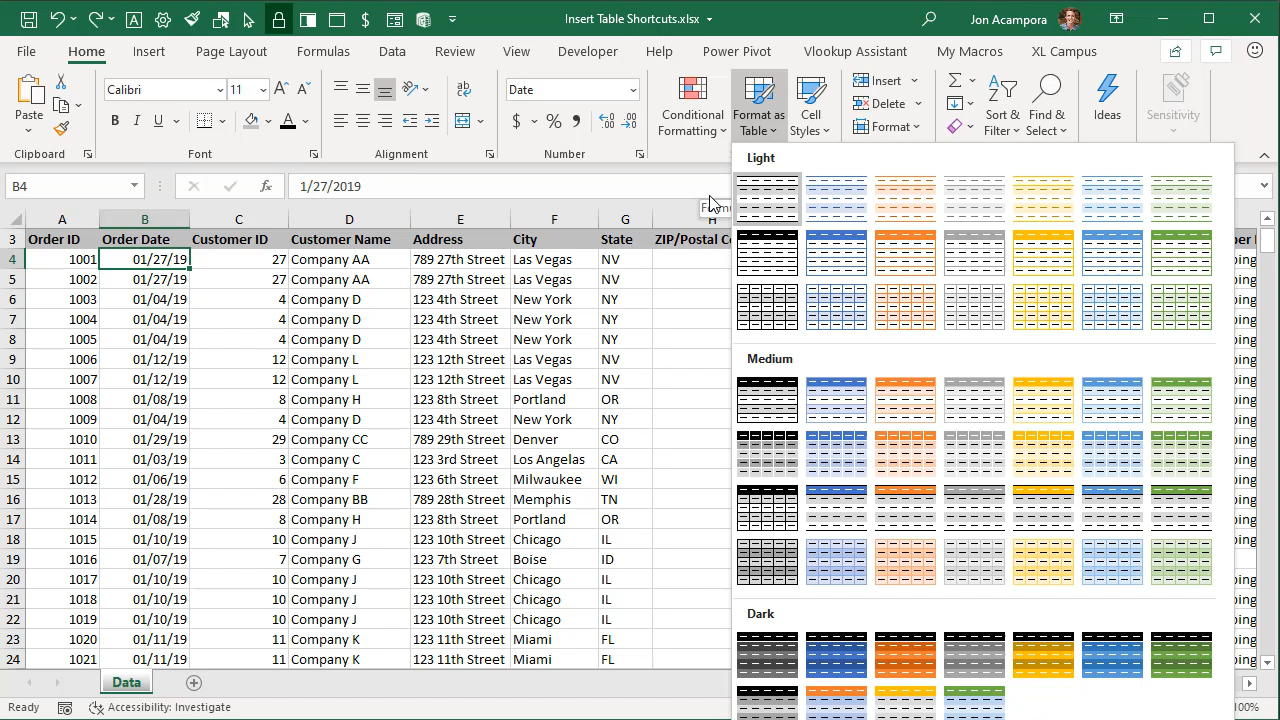 Insert Table Shortcuts.xlsx
Jon Acampora
File Home Insert Table Page Layout Formulas Data Review View Developer Help Power Pivot Vlookup Assistant My Macros XL Campus
Paste
Calibri 11
B I U A
ab
Date
$ % 9
Conditional Formatting
Format as Table
Cell Styles
Insert
Delete
Format
Sort & Filter
Find & Select
Ideas
Sensitivity
Clipboard Font Alignment Number
B4 fx 1/27/2019
Light
Medium
Dark
A B C D E F G H
3 Order ID Order Date Customer ID Customer Name Address City State ZIP/Postal Co
4 1001 01/27/19 27 Company AA 789 27th Street Las Vegas NV
5 1002 01/27/19 27 Company AA 789 27th Street Las Vegas NV
6 1003 01/04/19 4 Company D 123 4th Street New York NY
7 1004 01/04/19 4 Company D 123 4th Street New York NY
8 1005 01/04/19 4 Company D 123 4th Street New York NY
9 1006 01/12/19 12 Company L 123 12th Street Las Vegas NV
10 1007 01/12/19 12 Company L 123 12th Street Las Vegas NV
11 1008 01/08/19 8 Company H 123 8th Street Portland OR
12 1009 01/04/19 4 Company D 123 4th Street New York NY
13 1010 01/29/19 29 Company CC 789 29th Street Denver CO
14 1011 01/03/19 3 Company C 123 3rd Street Los Angelas CA
15 1012 01/06/19 6 Company F 123 6th Street Milwaukee WI
16 1013 01/28/19 28 Company BB 789 28th Street Memphis TN
17 1014 01/08/19 8 Company H 123 8th Street Portland OR
18 1015 01/10/19 10 Company J 123 10th Street Chicago IL
19 1016 01/07/19 7 Company G 123 7th Street Boise ID
20 1017 01/10/19 10 Company J 123 10th Street Chicago IL
21 1018 01/10/19 10 Company J 123 10th Street Chicago IL
22 1019 01/10/19 10 Company J 123 10th Street Chicago IL
23 1020 01/11/19 11 Company K 123 11th Street Miami FL
24 1021 01/11/19 11 Company K 123 11th Street Miami FL
Data
Ready Accessibility: Investigate 100%